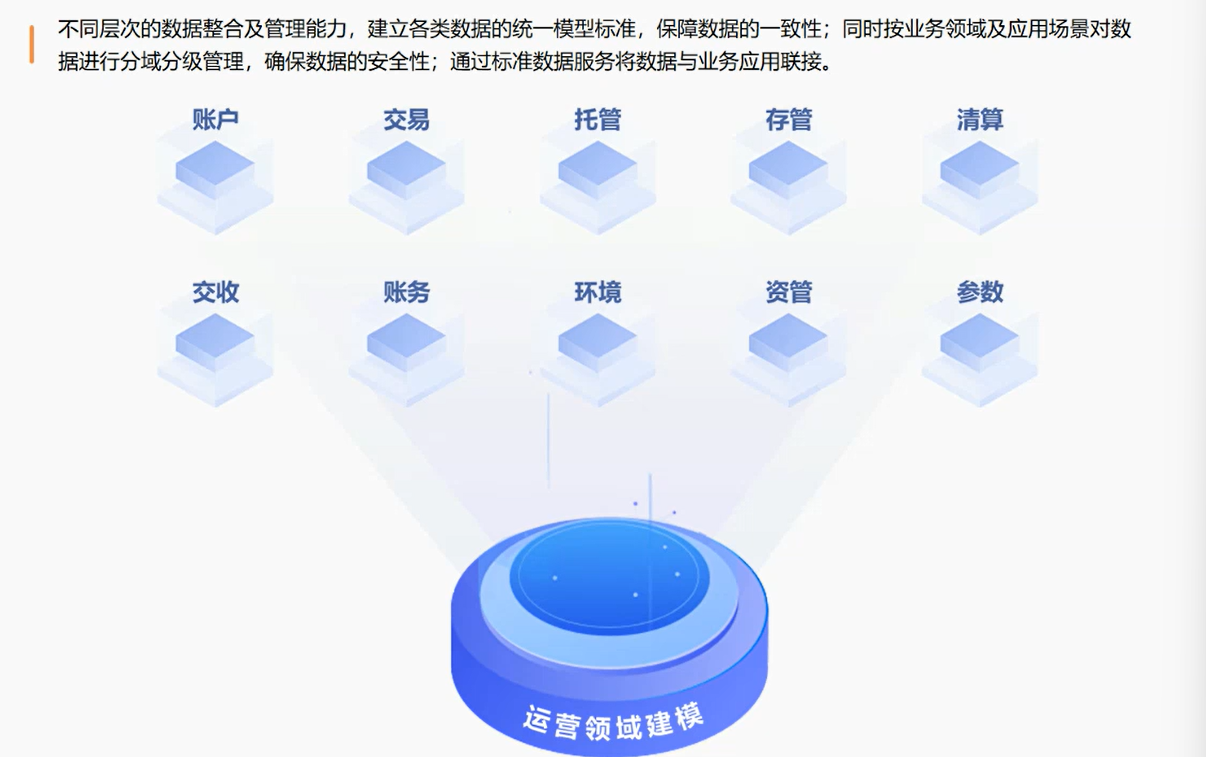 不同层次的数据整合及管理能力，建立各类数据的统一模型标准，保障数据的一致性；同时按业务领域及应用场景对数
据进行分域分级管理，确保数据的安全性；通过标准数据服务将数据与业务应用联接。
账户 交易 托管 存管 清算
交收 账务 环境 资管 参数
运营领域建模